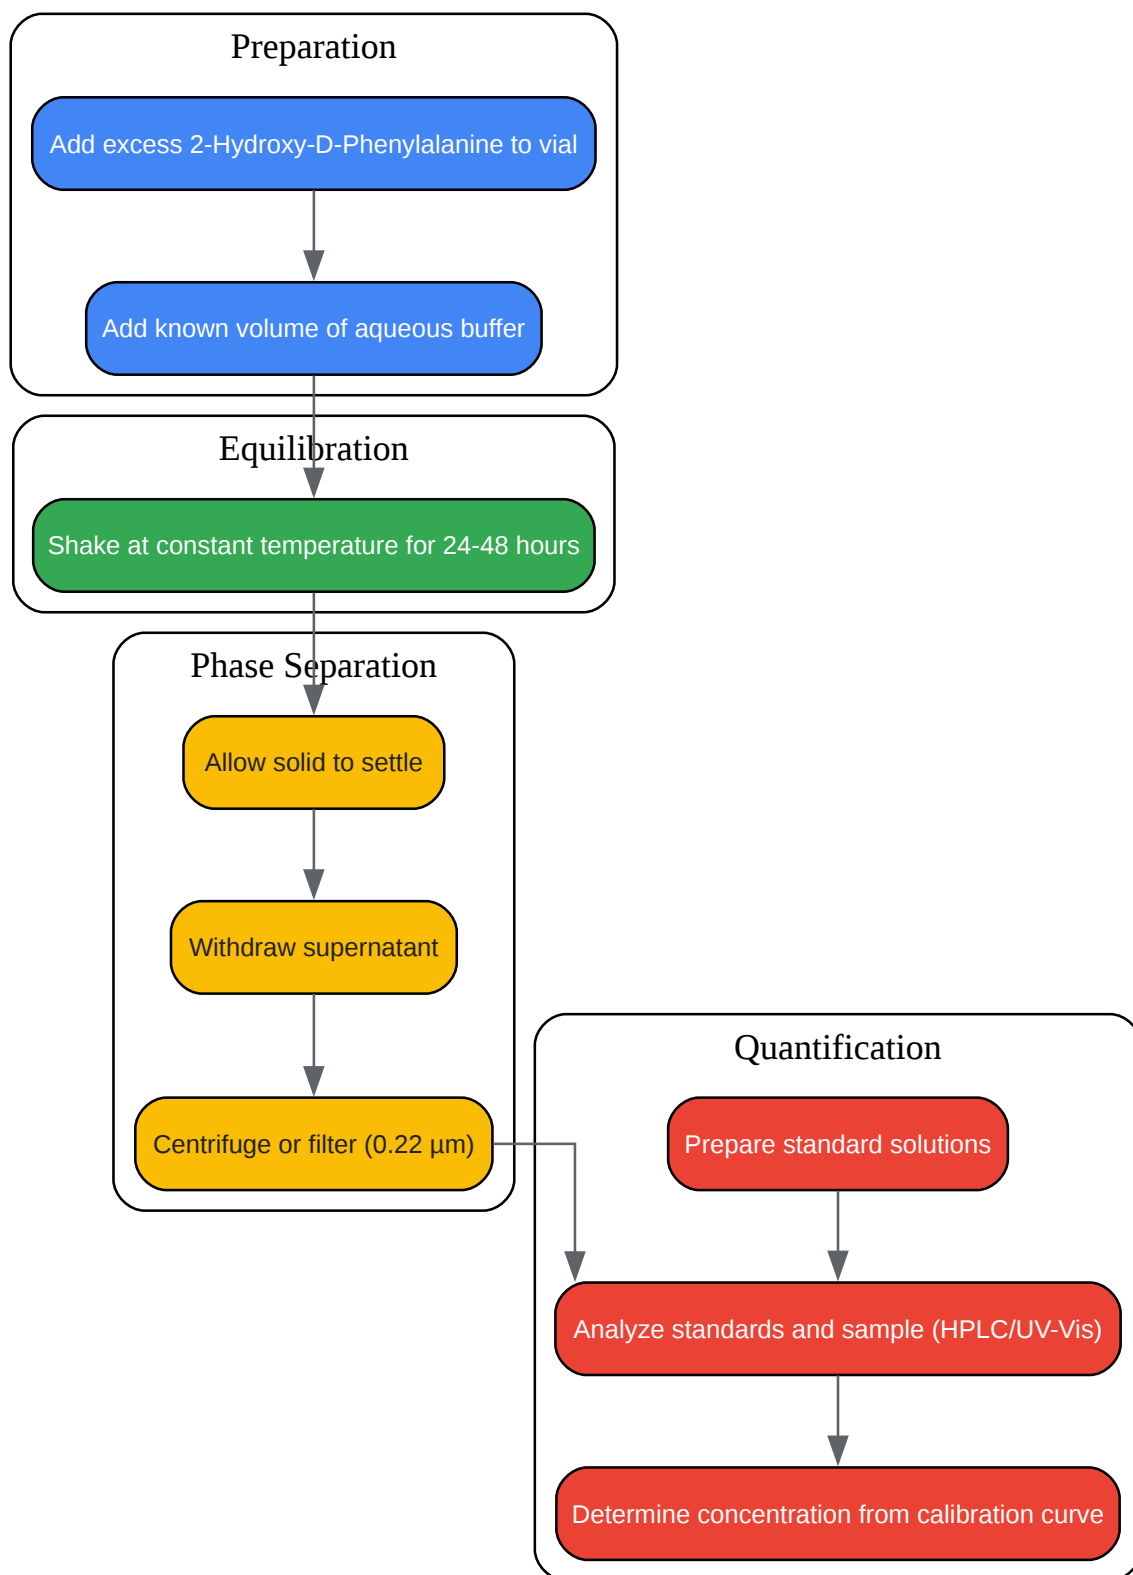 Preparation
Add excess 2-Hydroxy-D-Phenylalanine to vial
Add known volume of aqueous buffer
Equilibration
Shake at constant temperature for 24-48 hours
Phase Separation
Allow solid to settle
Withdraw supernatant
Centrifuge or filter (0.22 µm)
Quantification
Prepare standard solutions
Analyze standards and sample (HPLC/UV-Vis)
Determine concentration from calibration curve